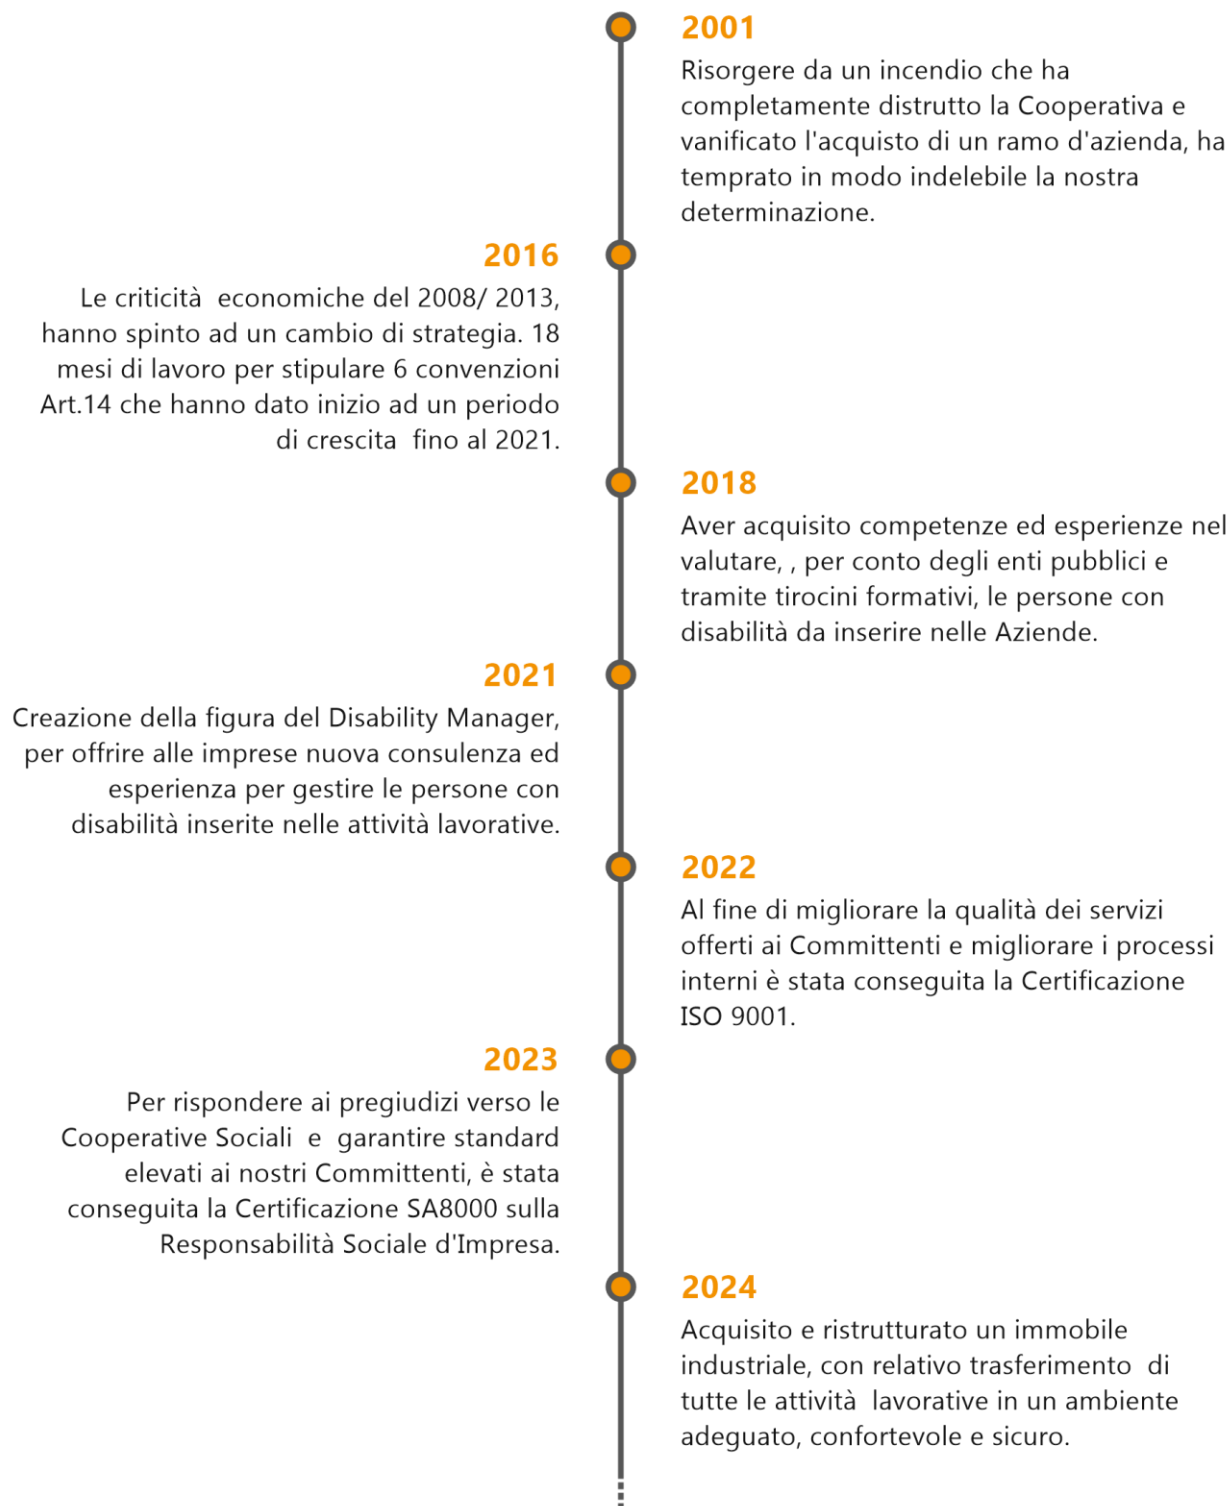 2001
Risorgere da un incendio che ha
completamente distrutto la Cooperativa e
vanificato l'acquisto di un ramo d'azienda, ha
temprato in modo indelebile la nostra
determinazione.
2016
Le criticità  economiche del 2008/ 2013,
hanno spinto ad un cambio di strategia. 18
mesi di lavoro per stipulare 6 convenzioni
Art.14 che hanno dato inizio ad un periodo
di crescita  fino al 2021.
2018
Aver acquisito competenze ed esperienze nel
valutare, , per conto degli enti pubblici e
tramite tirocini formativi, le persone con
disabilità da inserire nelle Aziende.
2021
Creazione della figura del Disability Manager,
per offrire alle imprese nuova consulenza ed
esperienza per gestire le persone con
disabilità inserite nelle attività lavorative.
2022
Al fine di migliorare la qualità dei servizi
offerti ai Committenti e migliorare i processi
interni è stata conseguita la Certificazione
ISO 9001.
2023
Per rispondere ai pregiudizi verso le
Cooperative Sociali  e  garantire standard
elevati ai nostri Committenti, è stata
conseguita la Certificazione SA8000 sulla
Responsabilità Sociale d'Impresa.
2024
Acquisito e ristrutturato un immobile
industriale, con relativo trasferimento  di
tutte le attività  lavorative in un ambiente
adeguato, confortevole e sicuro.